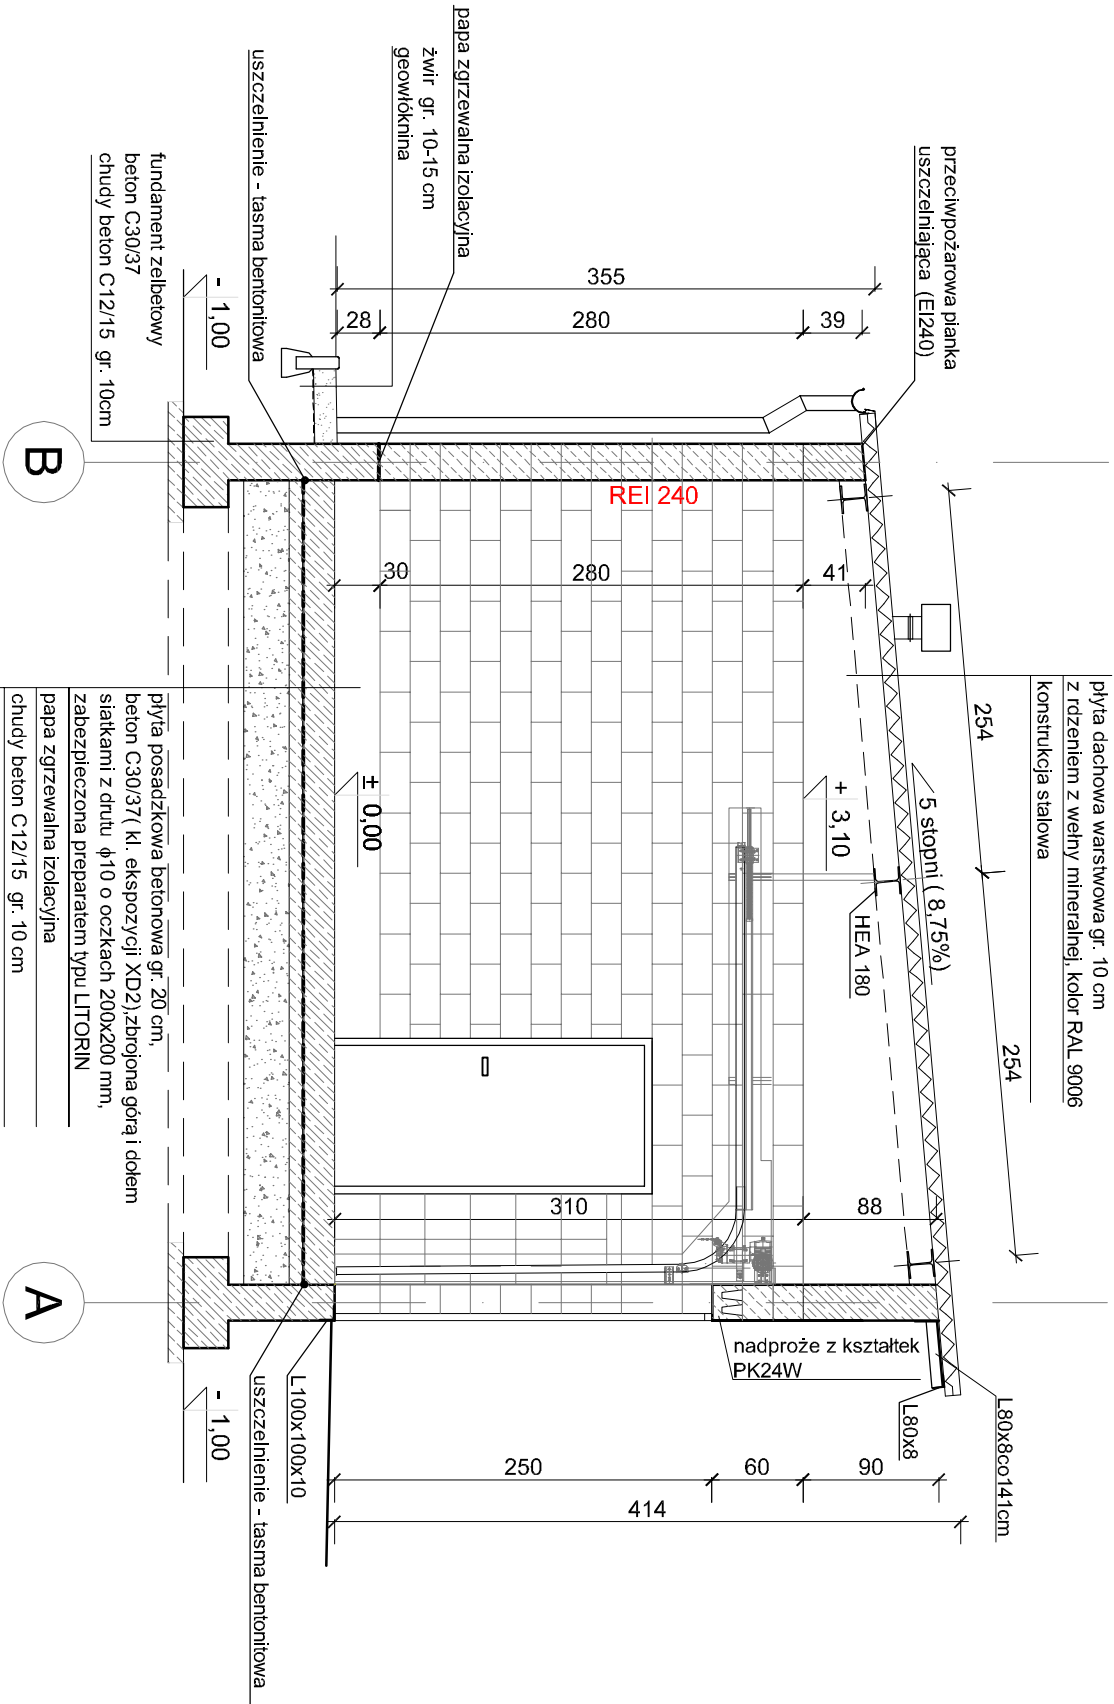 płyta dachowa warstwowa gr. 10 cm
z rdzeniem z wełny mineralnej, kolor RAL 9006
konstrukcja stalowa
254
254
5 stopni ( 8,75%)
HEA 180
przeciwpożarowa pianka
uszczelniająca (EI240)
papa zgrzewalna izolacyjna
żwir gr. 10-15 cm
geowłóknina
uszczelnienie - tasma bentonitowa
fundament zelbetowy
beton C30/37
chudy beton C12/15 gr. 10cm
355
28
280
39
REI 240
30
280
41
+ 3,10
± 0,00
310
88
nadproże z kształtek
PK24W
L80x8co141cm
L80x8
250
60
90
414
L100x100x10
uszczelnienie - tasma bentonitowa
- 1,00
- 1,00
płyta posadzkowa betonowa gr. 20 cm,
beton C30/37( kl. ekspozycji XD2),zbrojona górą i dołem
siatkami z drutu ϕ10 o oczkach 200x200 mm,
zabezpieczona preparatem typu LITORIN
papa zgrzewalna izolacyjna
chudy beton C12/15 gr. 10 cm
B
A